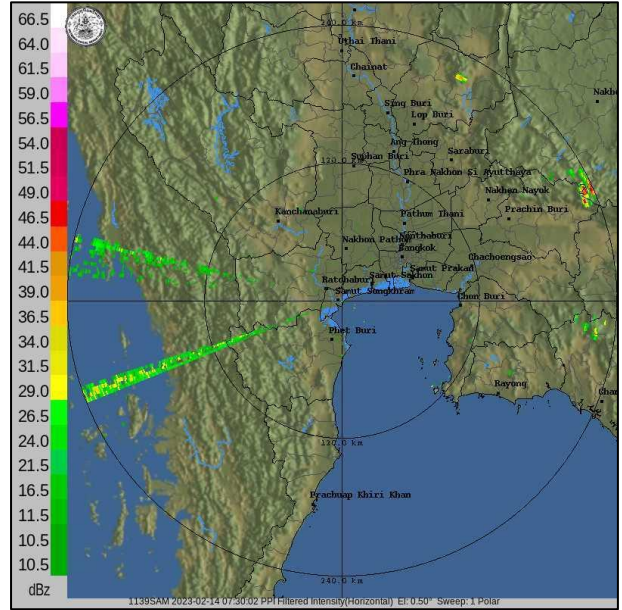 66.5
64.0
61.5
59.0
56.5
54.0
51.5
49.0
46.5
44.0
41.5
39.0
36.5
34.0
31.5
29.0
26.5
24.0
21.5
16.5
15.5
10.5
dBz
240.0 km
Uthai Thani
Chainat
Sing Buri
Lop Buri
Ang Thong
Saraburi
Suphan Buri
120.0 km
Phra Nakhon Si Ayutthaya
Nakhon Nayok
Prachin Buri
Kanchanaburi
Pathum Thani
Nonthaburi
Nakhon Pathom
Bangkok
Chachoengsao
Samut Prakan
Samut Sakhon
Ratchaburi
Samut Songkhram
Chon Buri
Phet Buri
Rayong
Chan
120.0 km
Prachuap Khiri Khan
240.0 km
1139SAM 2023-02-14 07:30:02 PPI Filtered Intensity(Horizontal) El: 0.50° Sweep: 1 Polar